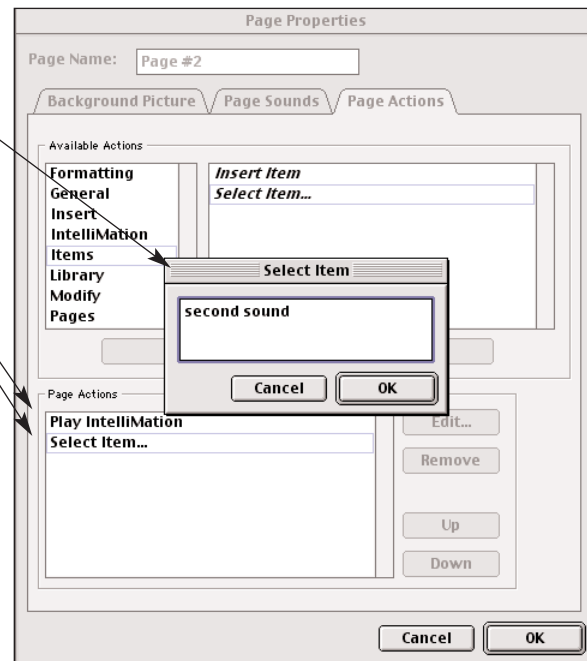 Page Properties
Page Name: Page #2
Background Picture Page Sounds Page Actions
Available Actions
Formatting
General
Insert
IntelliMation
Items
Library
Modify
Pages
Insert Item
Select Item...
Select Item
second sound
Cancel OK
Page Actions
Play IntelliMation
Select Item...
Edit...
Remove
Up
Down
Cancel OK